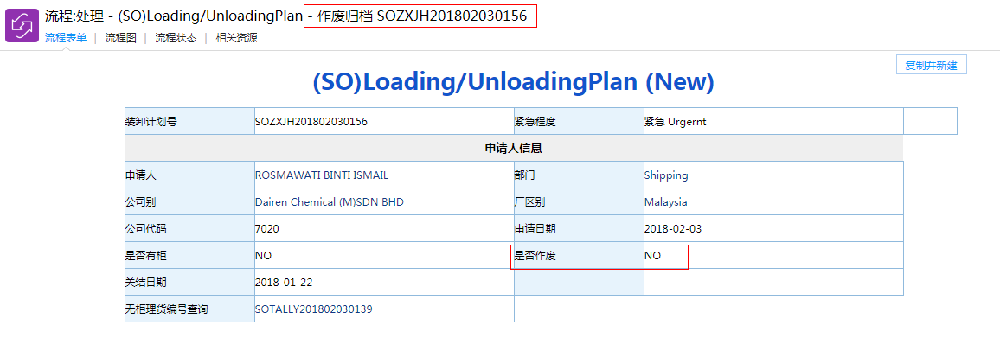 流程:处理 - (SO)Loading/UnloadingPlan - 作废归档 SOZXJH201802030156
流程表单 | 流程图 | 流程状态 | 相关资源
复制并新建
(SO)Loading/UnloadingPlan (New)
装卸计划号 SOZXJH201802030156 紧急程度 紧急 Urgernt
申请人信息
申请人 ROSMAWATI BINTI ISMAIL 部门 Shipping
公司别 Dairen Chemical (M)SDN BHD 厂区别 Malaysia
公司代码 7020 申请日期 2018-02-03
是否有柜 NO 是否作废 NO
关结日期 2018-01-22
无柜理货编号查询 SOTALLY201802030139